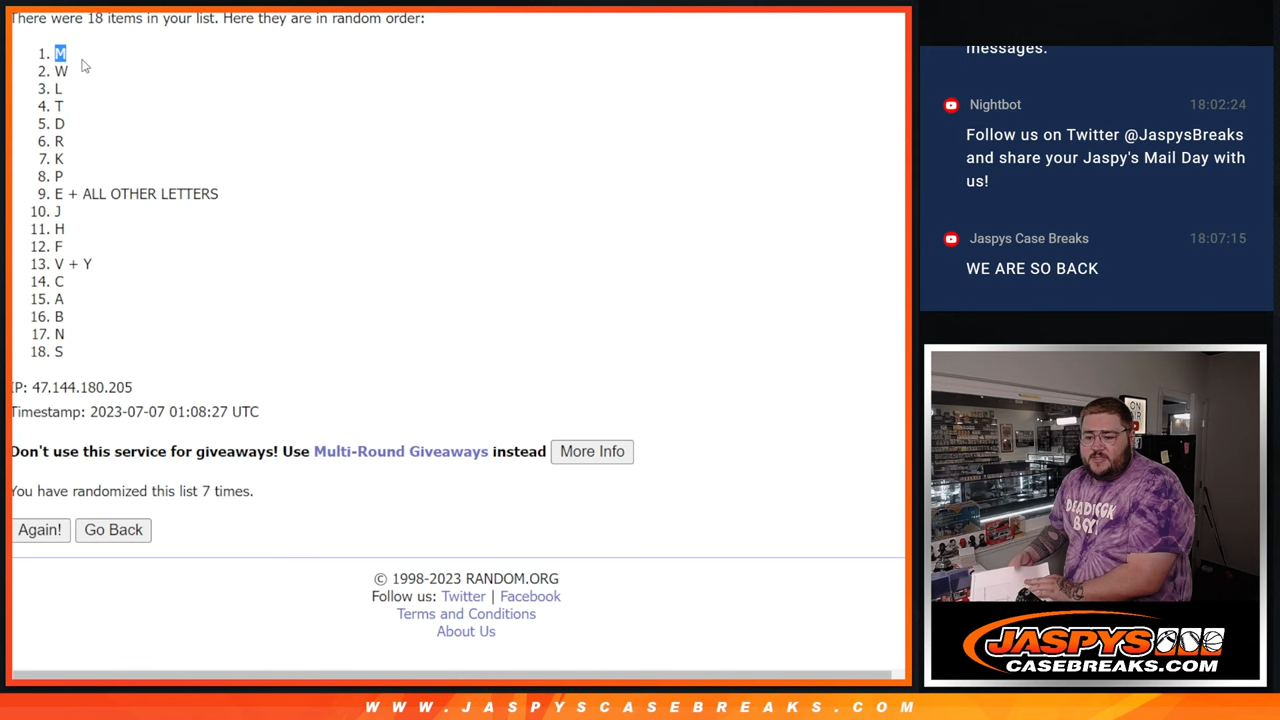 There were 18 items in your list. Here they are in random order:
1. M
2. W
3. L
4. T
5. D
6. R
7. K
8. P
9. E + ALL OTHER LETTERS
10. J
11. H
12. F
13. V + Y
14. C
15. A
16. B
17. N
18. S
IP: 47.144.180.205
Timestamp: 2023-07-07 01:08:27 UTC
Don't use this service for giveaways! Use Multi-Round Giveaways instead More Info
You have randomized this list 7 times.
Again! Go Back
© 1998-2023 RANDOM.ORG
Follow us: Twitter | Facebook
Terms and Conditions
About Us
messages.
Nightbot 18:02:24
Follow us on Twitter @JaspysBreaks
and share your Jaspy's Mail Day with
us!
Jaspys Case Breaks 18:07:15
WE ARE SO BACK
ON
AIR
JASPYS
CASEBREAKS.COM
WWW.JASPYSCASEBREAKS.COM